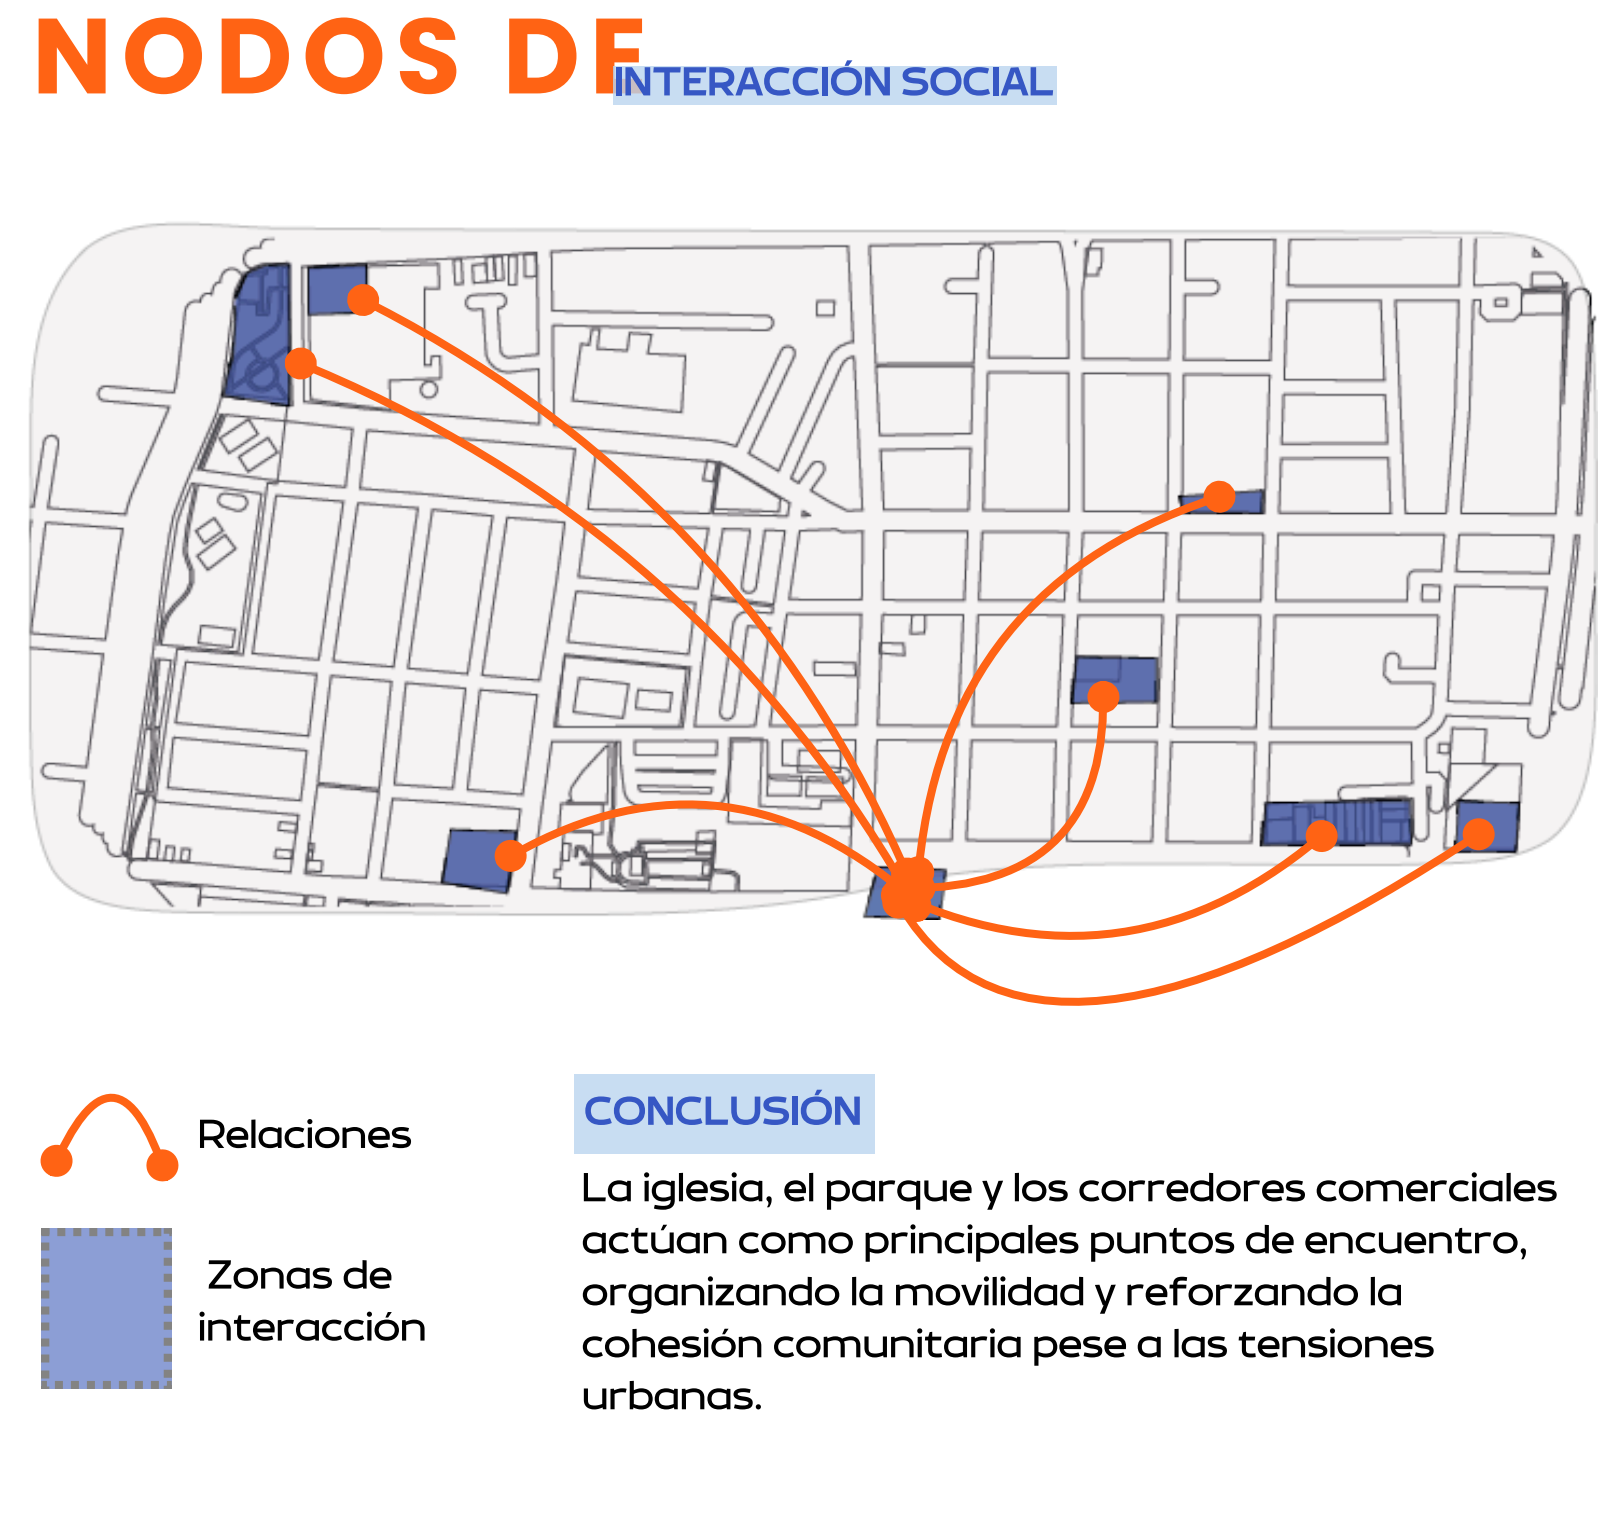 NODOS DE
INTERACCIÓN SOCIAL
Relaciones
Zonas de
interacción
CONCLUSIÓN
La iglesia, el parque y los corredores comerciales
actúan como principales puntos de encuentro,
organizando la movilidad y reforzando la
cohesión comunitaria pese a las tensiones
urbanas.